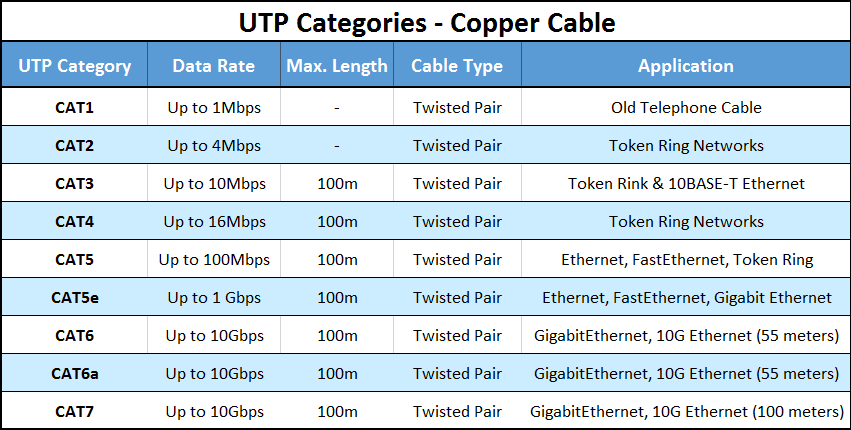 UTP Categories - Copper Cable
UTP Category Data Rate Max. Length Cable Type Application
CAT1 Up to 1Mbps - Twisted Pair Old Telephone Cable
CAT2 Up to 4Mbps - Twisted Pair Token Ring Networks
CAT3 Up to 10Mbps 100m Twisted Pair Token Rink & 10BASE-T Ethernet
CAT4 Up to 16Mbps 100m Twisted Pair Token Ring Networks
CAT5 Up to 100Mbps 100m Twisted Pair Ethernet, FastEthernet, Token Ring
CAT5e Up to 1 Gbps 100m Twisted Pair Ethernet, FastEthernet, Gigabit Ethernet
CAT6 Up to 10Gbps 100m Twisted Pair GigabitEthernet, 10G Ethernet (55 meters)
CAT6a Up to 10Gbps 100m Twisted Pair GigabitEthernet, 10G Ethernet (55 meters)
CAT7 Up to 10Gbps 100m Twisted Pair GigabitEthernet, 10G Ethernet (100 meters)